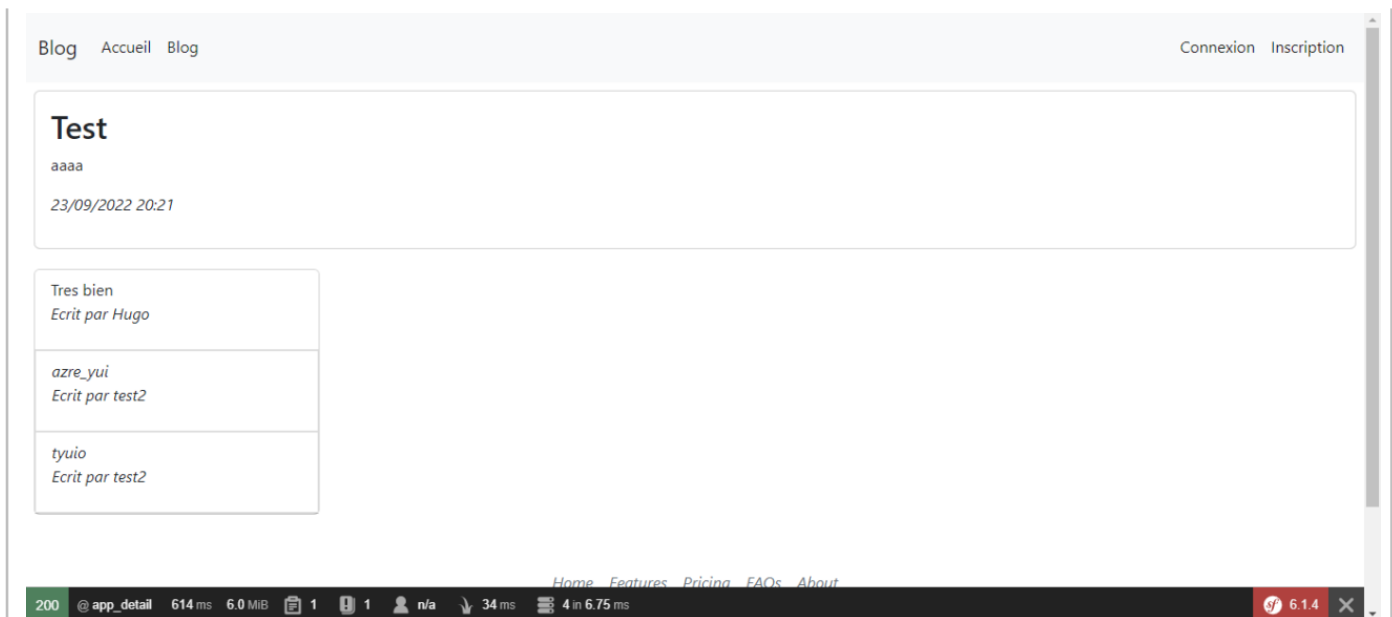 Blog Accueil Blog Connexion Inscription
Test
aaaa
23/09/2022 20:21
Tres bien
Ecrit par Hugo
azre_yui
Ecrit par test2
tyuio
Ecrit par test2
Home Features Pricing FAQs About
200 @ app_detail 614 ms 6.0 MiB 1 1 n/a 34 ms 4 in 6.75 ms sf 6.1.4